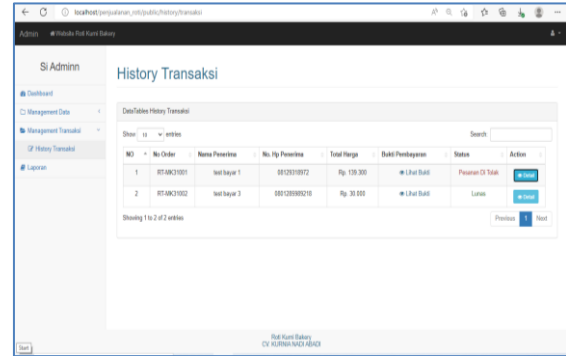 localhost/penjualanan_roti/public/history/transaksi
Admin Website Roti Kurni Bakery
Si Adminn
Dashboard
Management Data
Management Transaksi
History Transaksi
Laporan
History Transaksi
DataTables History Transaksi
Show 10 entries Search:
NO No Order Nama Penerima No. Hp Penerima Total Harga Bukti Pembayaran Status Action
1 RT-MK31001 test bayar 1 08129318972 Rp. 139.300 Lihat Bukti Pesanan Di Tolak Detail
2 RT-MK31002 test bayar 3 0801289989218 Rp. 30.000 Lihat Bukti Lunas Detail
Showing 1 to 2 of 2 entries Previous 1 Next
Roti Kurni Bakery
CV. KURNIA NADI ABADI
Start